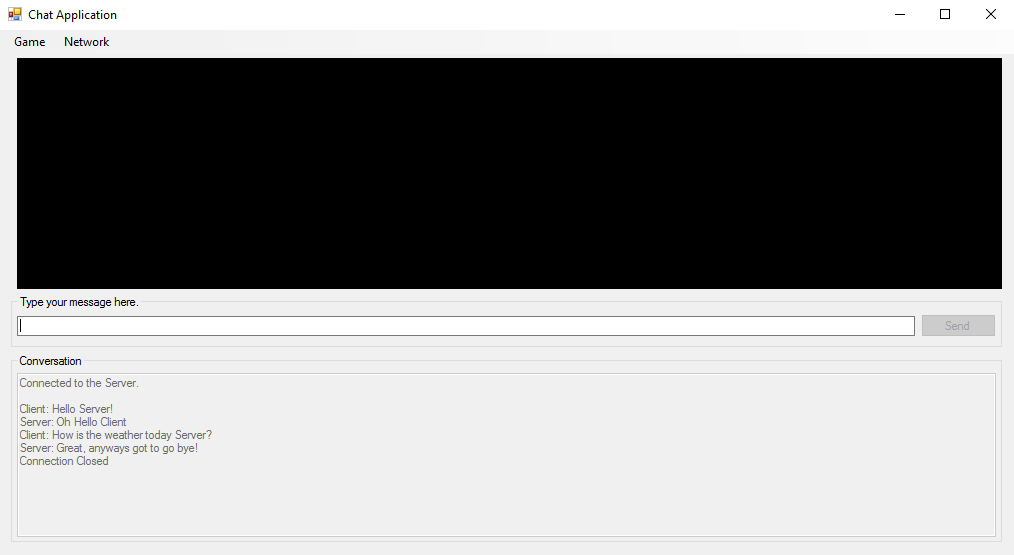 Chat Application
Game Network
Type your message here.
Send
Conversation
Connected to the Server.
Client: Hello Server!
Server: Oh Hello Client
Client: How is the weather today Server?
Server: Great, anyways got to go bye!
Connection Closed